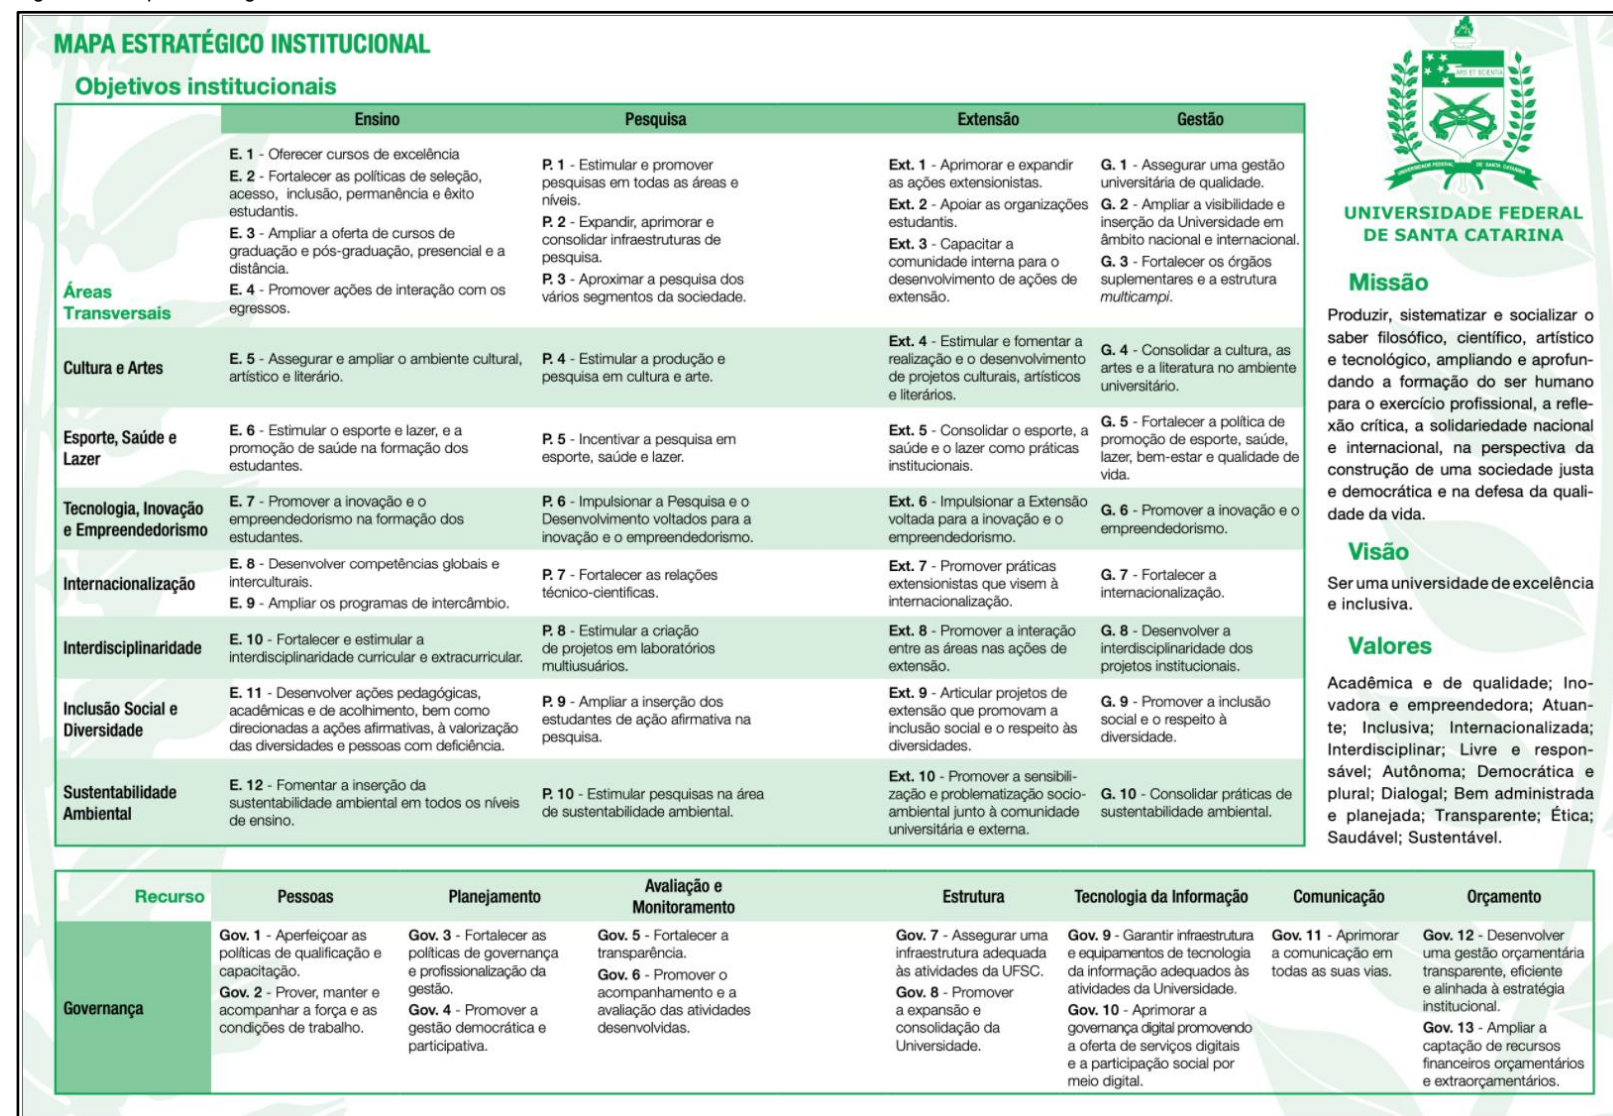 MAPA ESTRATÉGICO INSTITUCIONAL
Objetivos institucionais
Ensino
Pesquisa
Extensão
Gestão
Áreas
Transversais
E. 1 - Oferecer cursos de excelência
E. 2 - Fortalecer as políticas de seleção,
acesso, inclusão, permanência e êxito
estudantis.
E. 3 - Ampliar a oferta de cursos de
graduação e pós-graduação, presencial e a
distância.
E. 4 - Promover ações de interação com os
egressos.
P. 1 - Estimular e promover
pesquisas em todas as áreas e
níveis.
P. 2 - Expandir, aprimorar e
consolidar infraestruturas de
pesquisa.
P. 3 - Aproximar a pesquisa dos
vários segmentos da sociedade.
Ext. 1 - Aprimorar e expandir
as ações extensionistas.
Ext. 2 - Apoiar as organizações
estudantis.
Ext. 3 - Capacitar a
comunidade interna para o
desenvolvimento de ações de
extensão.
G. 1 - Assegurar uma gestão
universitária de qualidade.
G. 2 - Ampliar a visibilidade e
inserção da Universidade em
âmbito nacional e internacional.
G. 3 - Fortalecer os órgãos
suplementares e a estrutura
multicampi.
Cultura e Artes
E. 5 - Assegurar e ampliar o ambiente cultural,
artístico e literário.
P. 4 - Estimular a produção e
pesquisa em cultura e arte.
Ext. 4 - Estimular e fomentar a
realização e o desenvolvimento
de projetos culturais, artísticos
e literários.
G. 4 - Consolidar a cultura, as
artes e a literatura no ambiente
universitário.
Esporte, Saúde e
Lazer
E. 6 - Estimular o esporte e lazer, e a
promoção de saúde na formação dos
estudantes.
P. 5 - Incentivar a pesquisa em
esporte, saúde e lazer.
Ext. 5 - Consolidar o esporte, a
saúde e o lazer como práticas
institucionais.
G. 5 - Fortalecer a política de
promoção de esporte, saúde,
lazer, bem-estar e qualidade de
vida.
Tecnologia, Inovação
e Empreendedorismo
E. 7 - Promover a inovação e o
empreendedorismo na formação dos
estudantes.
P. 6 - Impulsionar a Pesquisa e o
Desenvolvimento voltados para a
inovação e o empreendedorismo.
Ext. 6 - Impulsionar a Extensão
voltada para a inovação e o
empreendedorismo.
G. 6 - Promover a inovação e o
empreendedorismo.
Internacionalização
E. 8 - Desenvolver competências globais e
interculturais.
E. 9 - Ampliar os programas de intercâmbio.
P. 7 - Fortalecer as relações
técnico-cientificas.
Ext. 7 - Promover práticas
extensionistas que visem à
internacionalização.
G. 7 - Fortalecer a
internacionalização.
Interdisciplinaridade
E. 10 - Fortalecer e estimular a
interdisciplinaridade curricular e extracurricular.
P. 8 - Estimular a criação
de projetos em laboratórios
multiusuários.
Ext. 8 - Promover a interação
entre as áreas nas ações de
extensão.
G. 8 - Desenvolver a
interdisciplinaridade dos
projetos institucionais.
Inclusão Social e
Diversidade
E. 11 - Desenvolver ações pedagógicas,
acadêmicas e de acolhimento, bem como
direcionadas a ações afirmativas, à valorização
das diversidades e pessoas com deficiência.
P. 9 - Ampliar a inserção dos
estudantes de ação afirmativa na
pesquisa.
Ext. 9 - Articular projetos de
extensão que promovam a
inclusão social e o respeito às
diversidades.
G. 9 - Promover a inclusão
social e o respeito à
diversidade.
Sustentabilidade
Ambiental
E. 12 - Fomentar a inserção da
sustentabilidade ambiental em todos os níveis
de ensino.
P. 10 - Estimular pesquisas na área
de sustentabilidade ambiental.
Ext. 10 - Promover a sensibili-
zação e problematização socio-
ambiental junto à comunidade
universitária e externa.
G. 10 - Consolidar práticas de
sustentabilidade ambiental.
ARS ET SCIENTIA
UNIVERSIDADE FEDERAL DE SANTA CATARINA
UNIVERSIDADE FEDERAL
DE SANTA CATARINA
Missão
Produzir, sistematizar e socializar o
saber filosófico, científico, artístico
e tecnológico, ampliando e aprofun-
dando a formação do ser humano
para o exercício profissional, a refle-
xão crítica, a solidariedade nacional
e internacional, na perspectiva da
construção de uma sociedade justa
e democrática e na defesa da quali-
dade da vida.
Visão
Ser uma universidade de excelência
e inclusiva.
Valores
Acadêmica e de qualidade; Ino-
vadora e empreendedora; Atuan-
te; Inclusiva; Internacionalizada;
Interdisciplinar; Livre e respon-
sável; Autônoma; Democrática e
plural; Dialogal; Bem administrada
e planejada; Transparente; Ética;
Saudável; Sustentável.
Recurso
Pessoas
Planejamento
Avaliação e
Monitoramento
Estrutura
Tecnologia da Informação
Comunicação
Orçamento
Governança
Gov. 1 - Aperfeiçoar as
políticas de qualificação e
capacitação.
Gov. 2 - Prover, manter e
acompanhar a força e as
condições de trabalho.
Gov. 3 - Fortalecer as
políticas de governança
e profissionalização da
gestão.
Gov. 4 - Promover a
gestão democrática e
participativa.
Gov. 5 - Fortalecer a
transparência.
Gov. 6 - Promover o
acompanhamento e a
avaliação das atividades
desenvolvidas.
Gov. 7 - Assegurar uma
infraestrutura adequada
às atividades da UFSC.
Gov. 8 - Promover
a expansão e
consolidação da
Universidade.
Gov. 9 - Garantir infraestrutura
e equipamentos de tecnologia
da informação adequados às
atividades da Universidade.
Gov. 10 - Aprimorar a
governança digital promovendo
a oferta de serviços digitais
e a participação social por
meio digital.
Gov. 11 - Aprimorar
a comunicação em
todas as suas vias.
Gov. 12 - Desenvolver
uma gestão orçamentária
transparente, eficiente
e alinhada à estratégia
institucional.
Gov. 13 - Ampliar a
captação de recursos
financeiros orçamentários
e extraorçamentários.